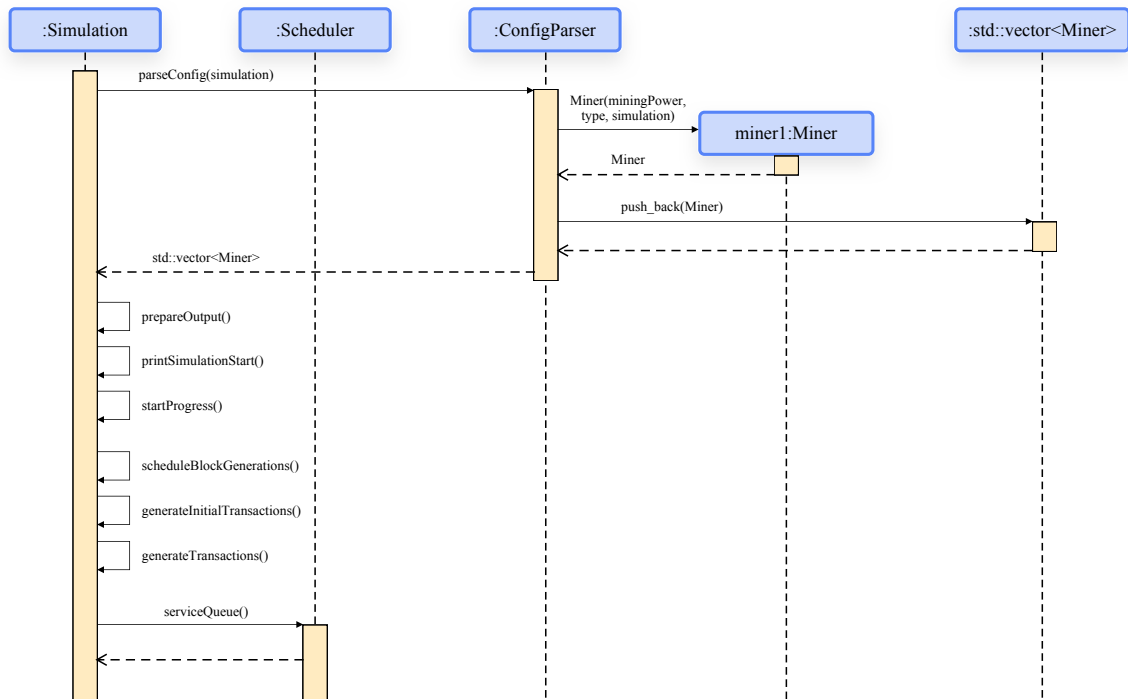 :Simulation
:Scheduler
:ConfigParser
:std::vector<Miner>
parseConfig(simulation)
Miner(miningPower,
type, simulation)
miner1:Miner
Miner
push_back(Miner)
std::vector<Miner>
prepareOutput()
printSimulationStart()
startProgress()
scheduleBlockGenerations()
generateInitialTransactions()
generateTransactions()
serviceQueue()